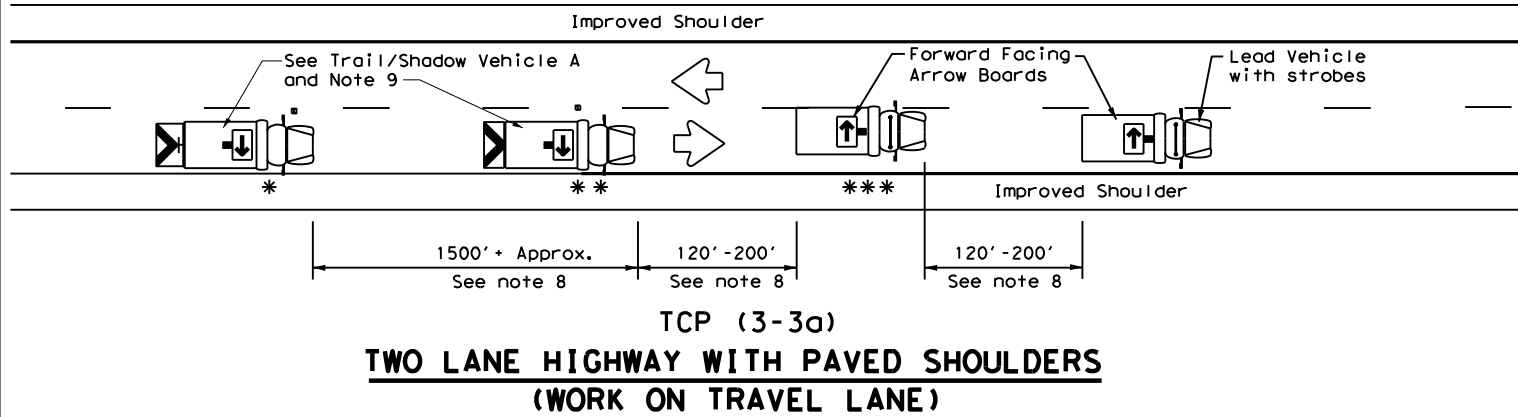 Improved Shoulder
See Trail/Shadow Vehicle A
and Note 9
Forward Facing
Arrow Boards
Lead Vehicle
with strobes
*
* *
***
Improved Shoulder
1500'+ Approx.
See note 8
120'-200'
See note 8
120'-200'
See note 8
TCP (3-3a)
TWO LANE HIGHWAY WITH PAVED SHOULDERS
(WORK ON TRAVEL LANE)